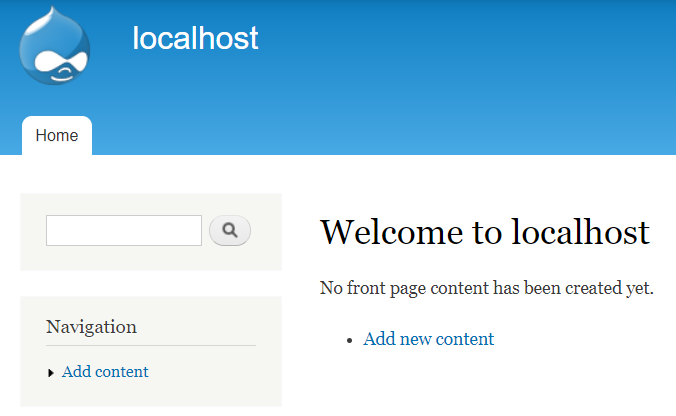 localhost
Home
Welcome to localhost
No front page content has been created yet.
Add new content
Navigation
Add content